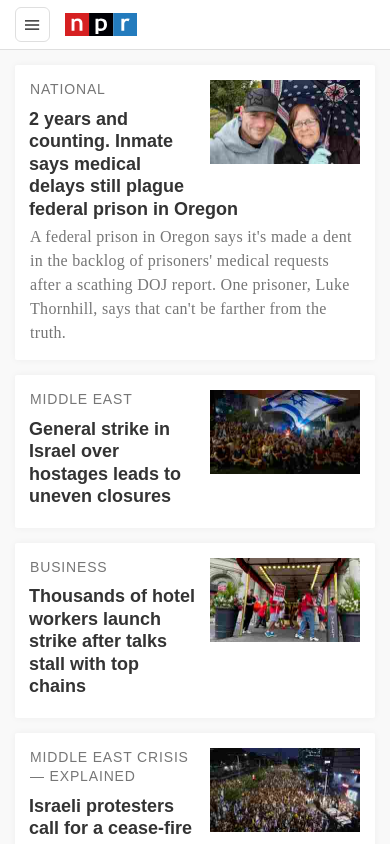 npr
NATIONAL
2 years and
counting. Inmate
says medical
delays still plague
federal prison in Oregon
A federal prison in Oregon says it's made a dent
in the backlog of prisoners' medical requests
after a scathing DOJ report. One prisoner, Luke
Thornhill, says that can't be farther from the
truth.
MIDDLE EAST
General strike in
Israel over
hostages leads to
uneven closures
BUSINESS
Thousands of hotel
workers launch
strike after talks
stall with top
chains
MIDDLE EAST CRISIS
— EXPLAINED
Israeli protesters
call for a cease-fire